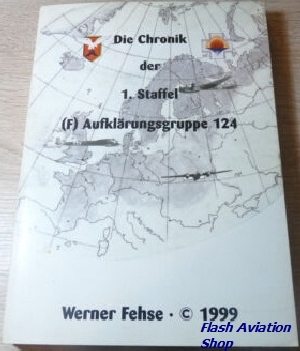 Die Chronik
der
1. Staffel
(F) Aufklärungsgruppe 124
Werner Fehse · © 1999
Flash Aviation
Shop